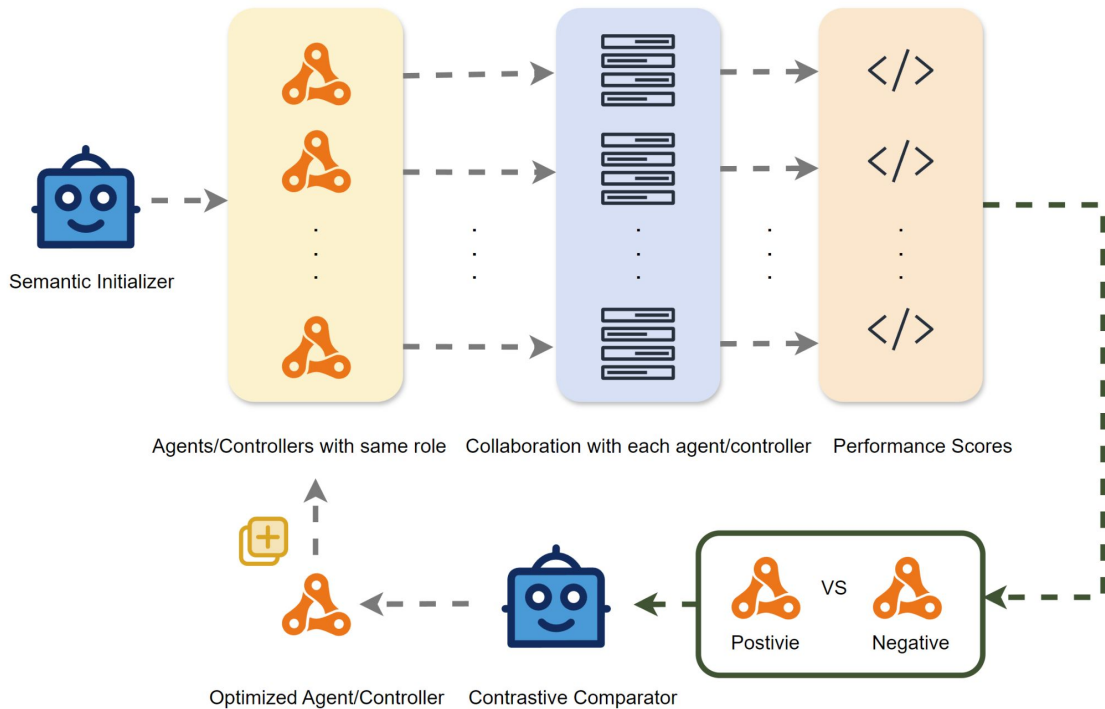 Semantic Initializer
Agents/Controllers with same role
Collaboration with each agent/controller
Performance Scores
VS
Postivie
Negative
Optimized Agent/Controller
Contrastive Comparator